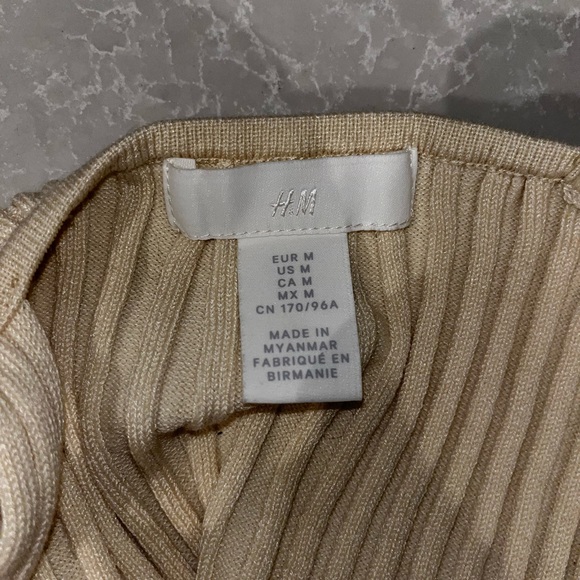 H.M
EUR M
US M
CA M
MX M
CN 170/96A
MADE IN
MYANMAR
FABRIQUÉ EN
BIRMANIE